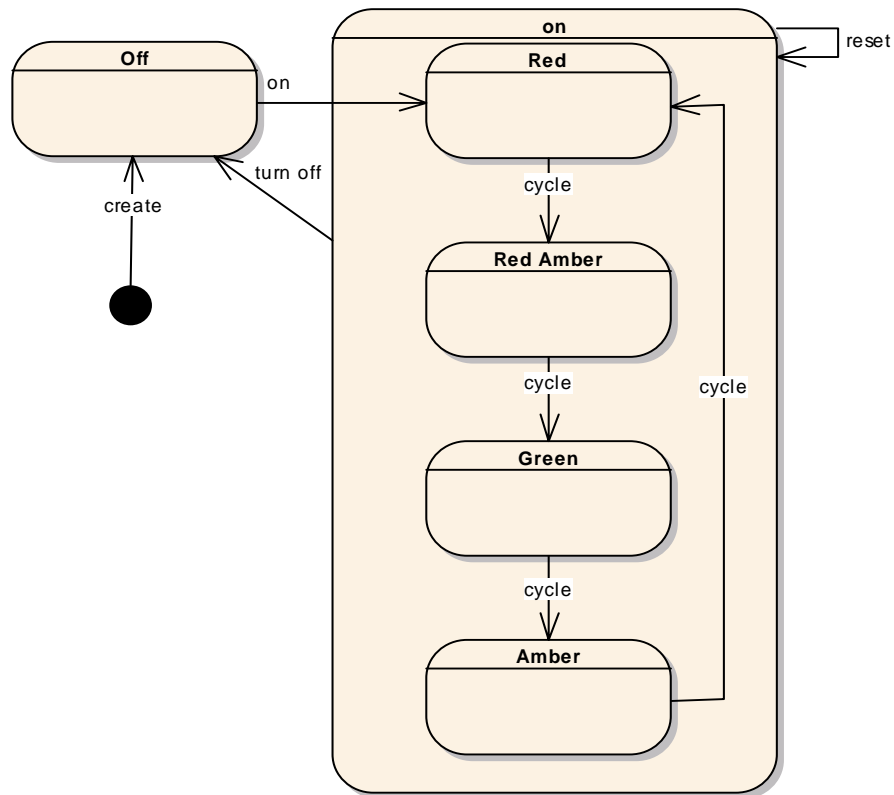 on
reset
Off
Red
on
turn off
cycle
create
Red Amber
cycle
cycle
Green
cycle
Amber